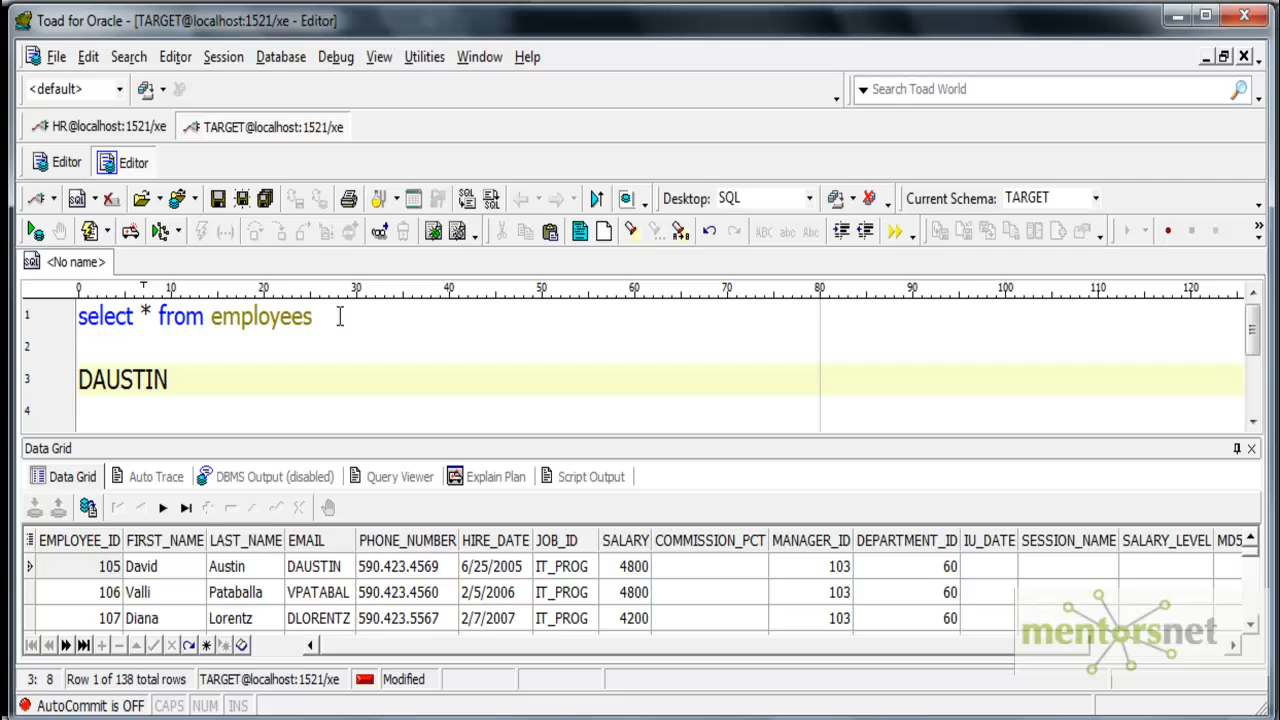 Toad for Oracle - [TARGET@localhost:1521/xe - Editor]
File Edit Search Editor Session Database Debug View Utilities Window Help
<default> Search Toad World
HR@localhost:1521/xe TARGET@localhost:1521/xe
Editor Editor
Desktop: SQL Current Schema: TARGET
<No name>
0 10 20 30 40 50 60 70 80 90 100 110 120
1 select * from employees
2
3 DAUSTIN
4
Data Grid
Data Grid Auto Trace DBMS Output (disabled) Query Viewer Explain Plan Script Output
EMPLOYEE_ID FIRST_NAME LAST_NAME EMAIL PHONE_NUMBER HIRE_DATE JOB_ID SALARY COMMISSION_PCT MANAGER_ID DEPARTMENT_ID IU_DATE SESSION_NAME SALARY_LEVEL MD5
105 David Austin DAUSTIN 590.423.4569 6/25/2005 IT_PROG 4800 103 60
106 Valli Pataballa VPATABAL 590.423.4560 2/5/2006 IT_PROG 4800 103 60
107 Diana Lorentz DLORENTZ 590.423.5567 2/7/2007 IT_PROG 4200 103 60
mentorsnet
3: 8 Row 1 of 138 total rows TARGET@localhost:1521/xe Modified
AutoCommit is OFF CAPS NUM INS